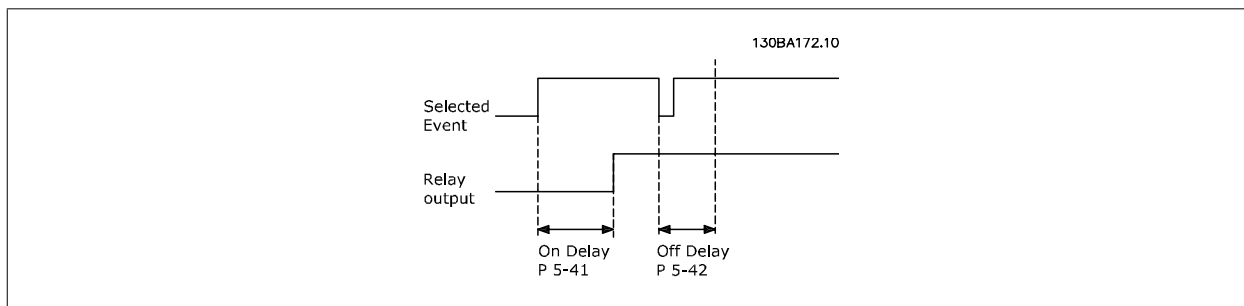 130BA172.10
Selected
Event
Relay
output
On Delay
P 5-41
Off Delay
P 5-42